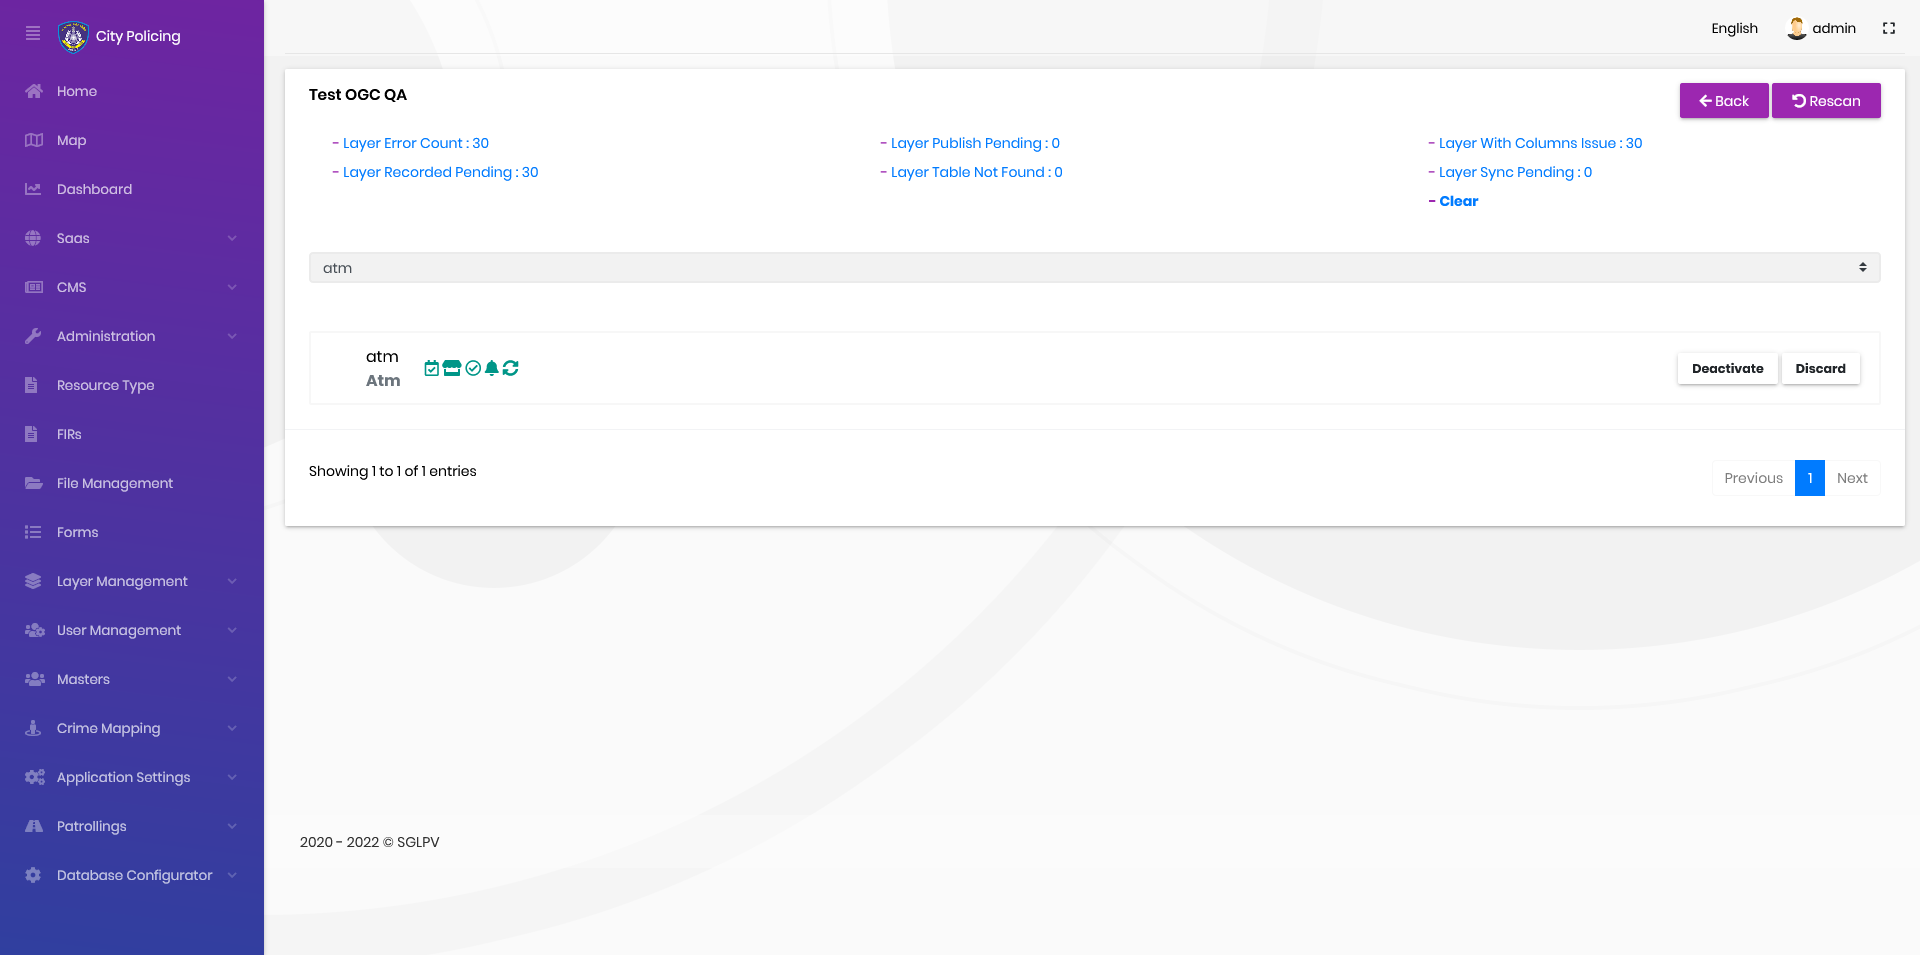 City Policing
Home
Map
Dashboard
Saas
CMS
Administration
Resource Type
FIRs
File Management
Forms
Layer Management
User Management
Masters
Crime Mapping
Application Settings
Patrollings
Database Configurator
English admin
Test OGC QA
Back Rescan
- Layer Error Count : 30
- Layer Publish Pending : 0
- Layer With Columns Issue : 30
- Layer Recorded Pending : 30
- Layer Table Not Found : 0
- Layer Sync Pending : 0
- Clear
atm
atm
Atm
Deactivate Discard
Showing 1 to 1 of 1 entries
Previous 1 Next
2020 - 2022 © SGLPV